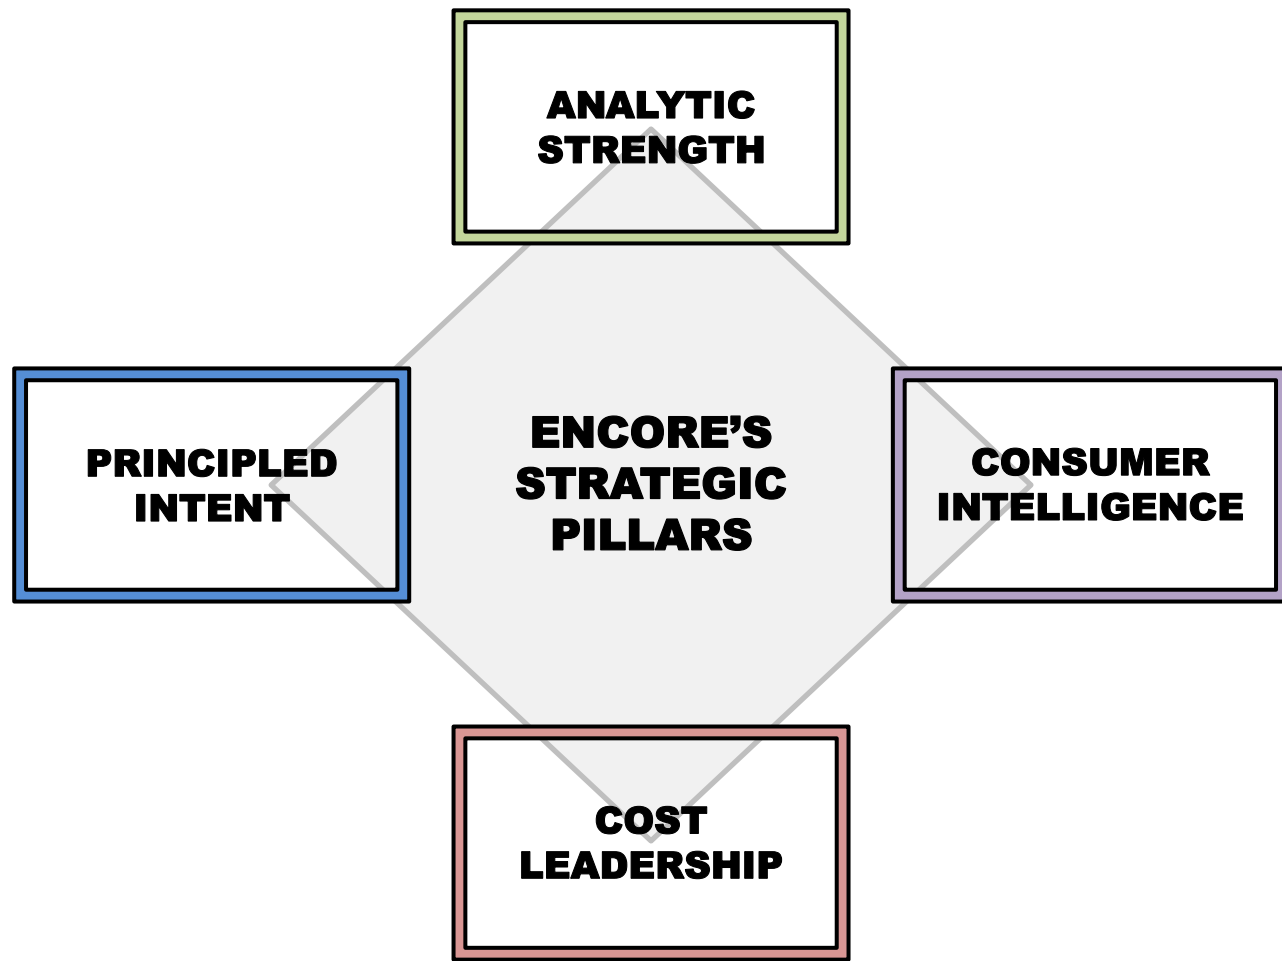 ANALYTIC
STRENGTH
PRINCIPLED
INTENT
ENCORE’S
STRATEGIC
PILLARS
CONSUMER
INTELLIGENCE
COST
LEADERSHIP